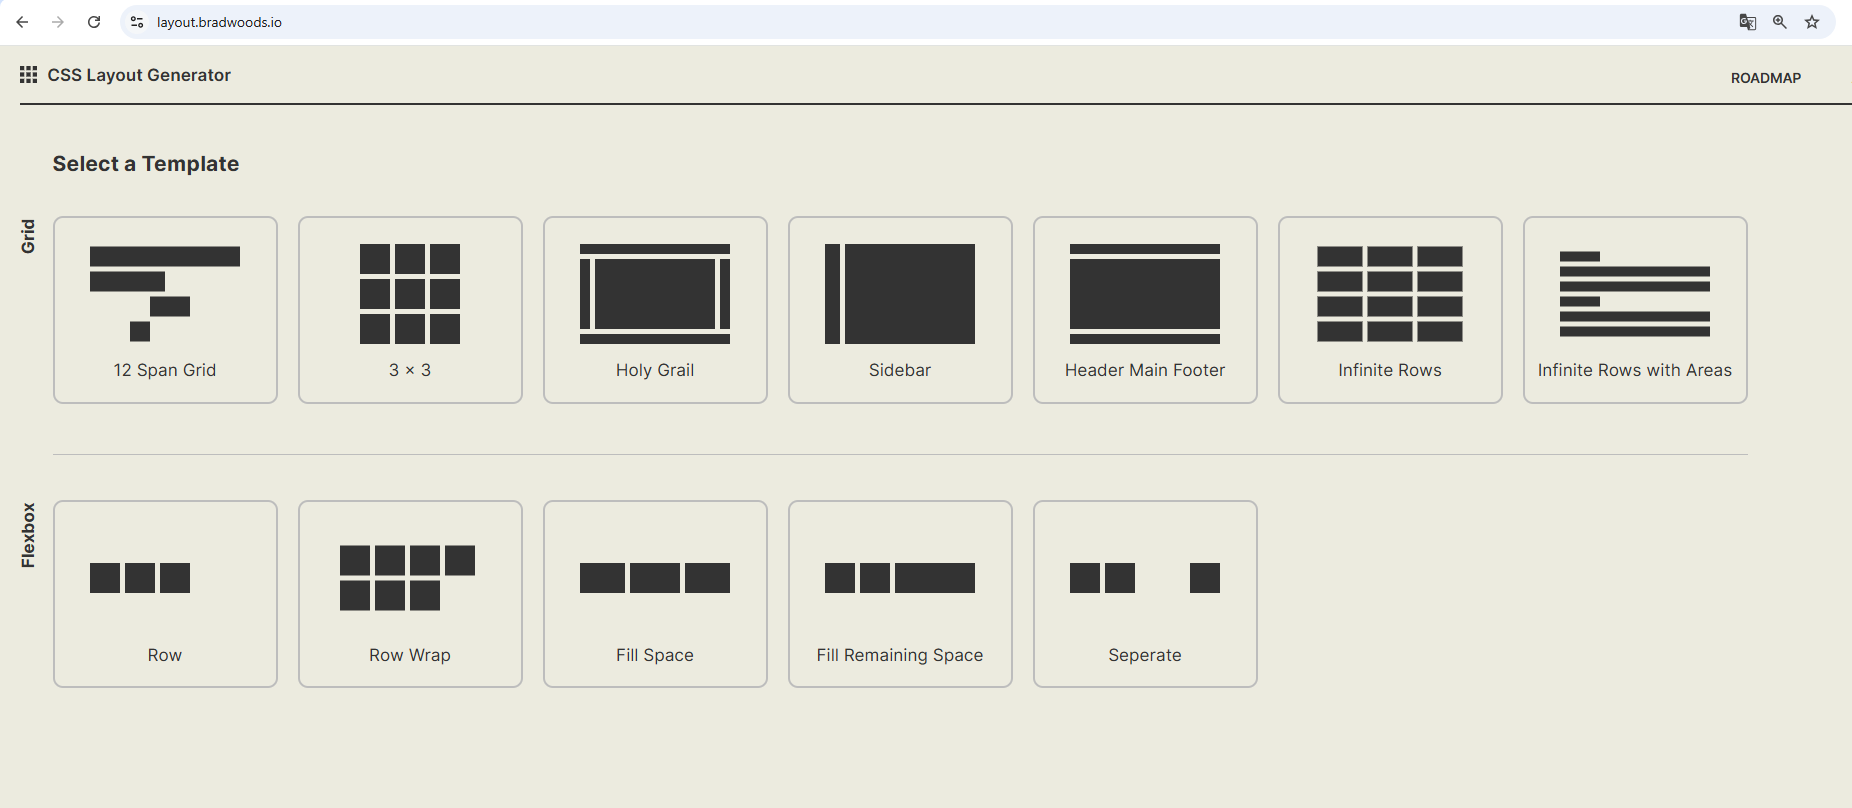 layout.bradwoods.io
CSS Layout Generator
ROADMAP
Select a Template
Grid
12 Span Grid
3 × 3
Holy Grail
Sidebar
Header Main Footer
Infinite Rows
Infinite Rows with Areas
Flexbox
Row
Row Wrap
Fill Space
Fill Remaining Space
Seperate